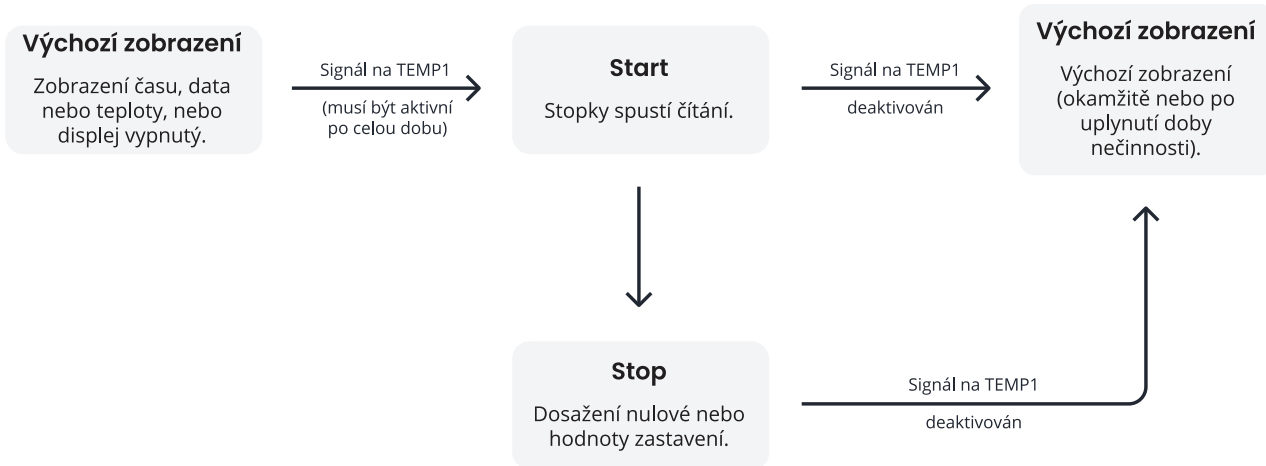 Výchozí zobrazení
Zobrazení času, data
nebo teploty, nebo
displej vypnutý.
Signál na TEMP1
(musí být aktivní
po celou dobu)
Start
Stopky spustí čítání.
Signál na TEMP1
deaktivován
Výchozí zobrazení
Výchozí zobrazení
(okamžitě nebo po
uplynutí doby
nečinnosti).
Stop
Dosažení nulové nebo
hodnoty zastavení.
Signál na TEMP1
deaktivován